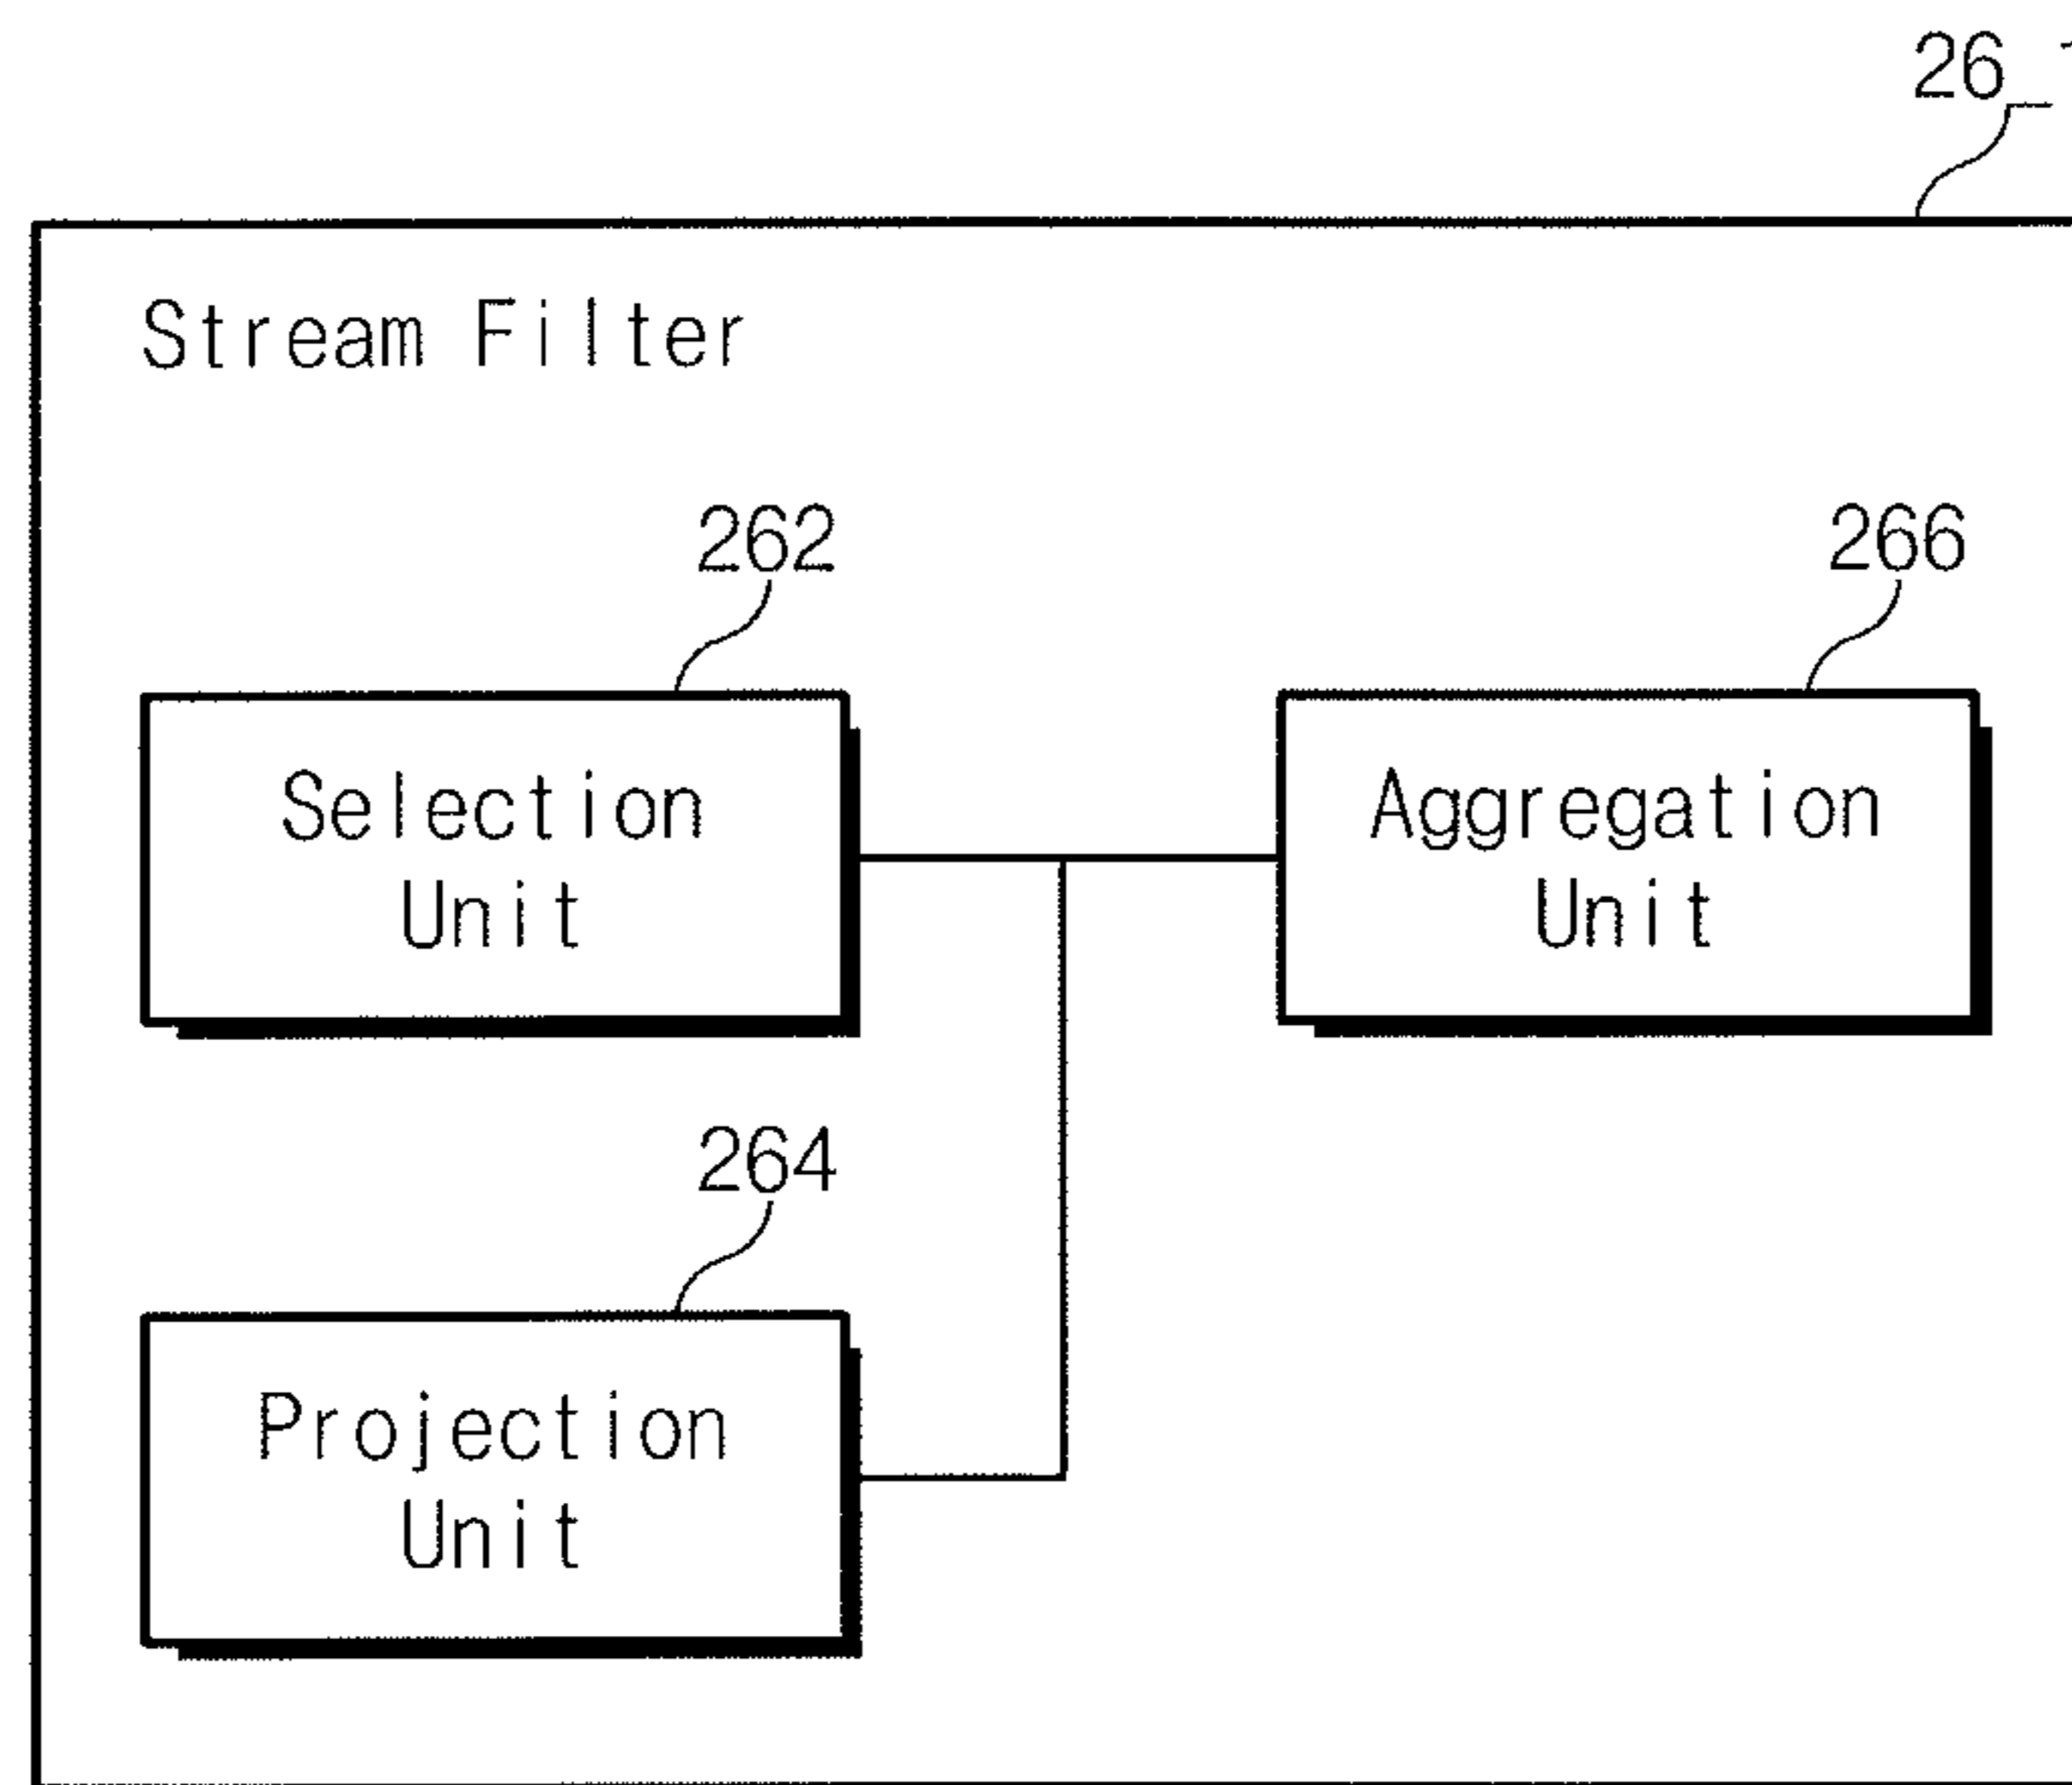 26_1
Stream Filter
262
266
Selection
Unit
Aggregation
Unit
264
Projection
Unit